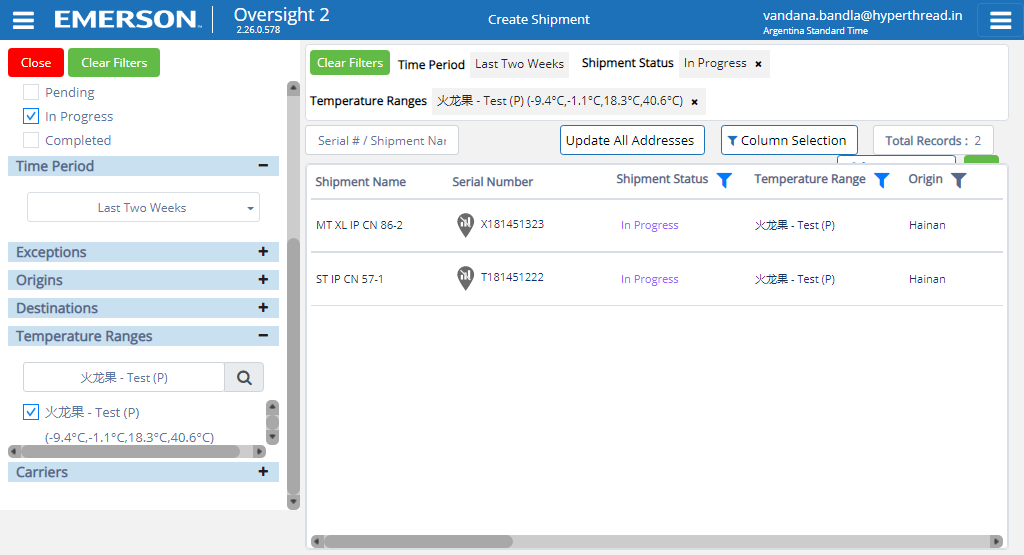 EMERSON
Oversight 2
2.26.0.578
Create Shipment
vandana.bandla@hyperthread.in
Argentina Standard Time
Close
Clear Filters
Pending
In Progress
Completed
Time Period
Last Two Weeks
Exceptions
Origins
Destinations
Temperature Ranges
火龙果 - Test (P)
火龙果 - Test (P)
(-9.4°C,-1.1°C,18.3°C,40.6°C)
Carriers
Clear Filters Time Period Last Two Weeks Shipment Status In Progress ×
Temperature Ranges 火龙果 - Test (P) (-9.4°C,-1.1°C,18.3°C,40.6°C) ×
Serial # / Shipment Nar
Update All Addresses
Column Selection
Total Records : 2
Shipment Name Serial Number Shipment Status Temperature Range Origin
MT XL IP CN 86-2 X181451323 In Progress 火龙果 - Test (P) Hainan
ST IP CN 57-1 T181451222 In Progress 火龙果 - Test (P) Hainan